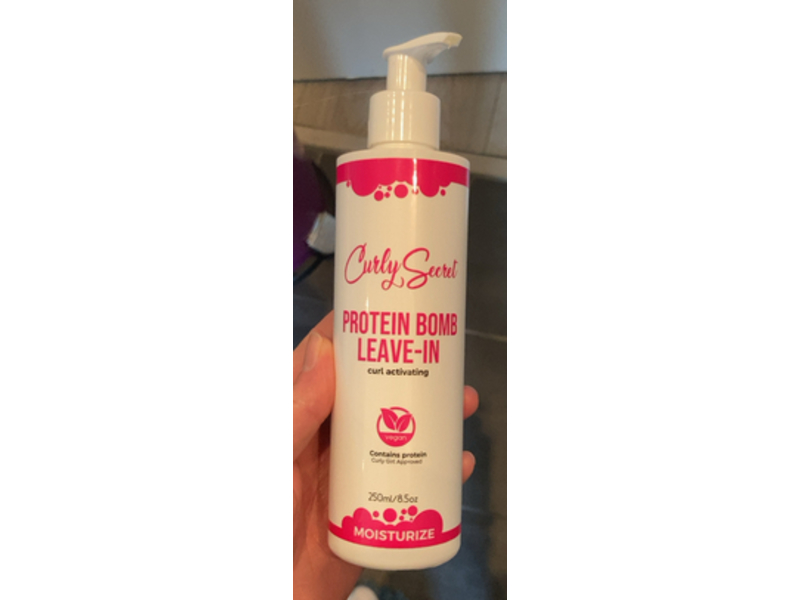 Curly Secret
PROTEIN BOMB
LEAVE-IN
curl activating
vegan
Contains protein
Curly Girl Approved
250ml/8.5oz
MOISTURIZE